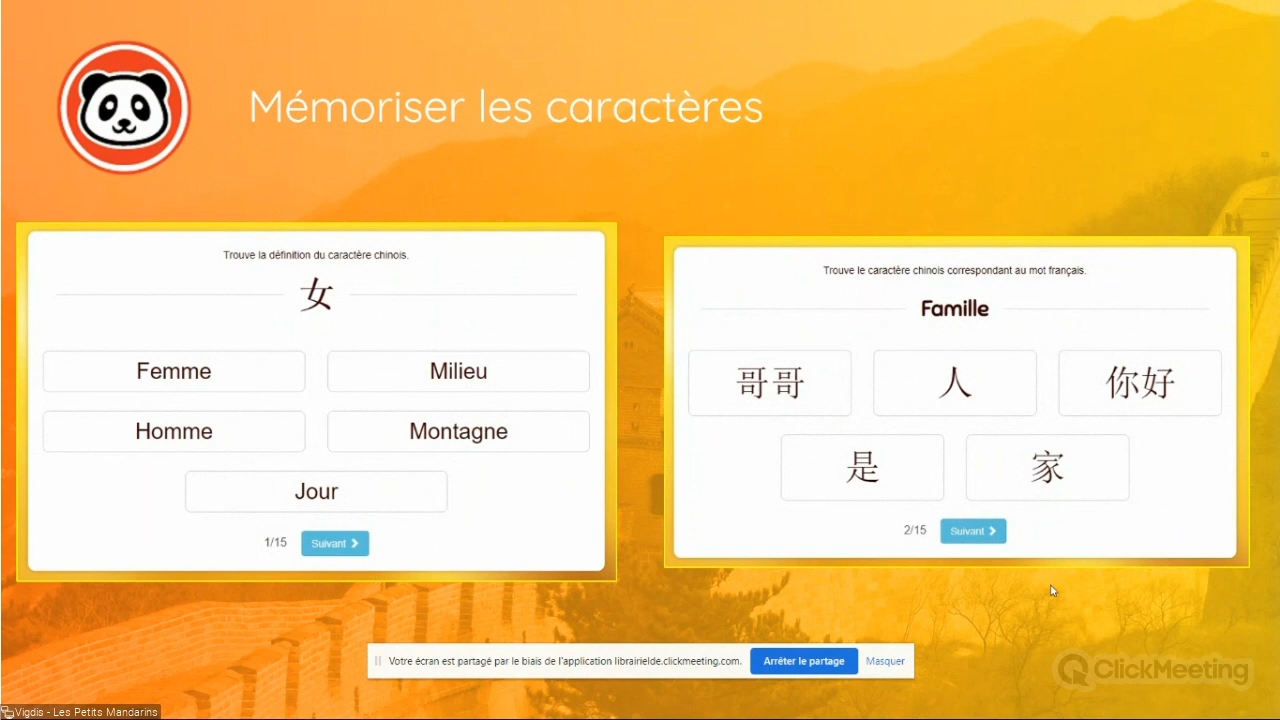 Mémoriser les caractères
Trouve la définition du caractère chinois.
女
Femme
Milieu
Homme
Montagne
Jour
1/15
Suivant
Trouve le caractère chinois correspondant au mot français.
Famille
哥哥
人
你好
是
家
2/15
Suivant
Votre écran est partagé par le biais de l'application librairielde.clickmeeting.com.
Arrêter le partage
Masquer
ClickMeeting
Vigdis - Les Petits Mandarins